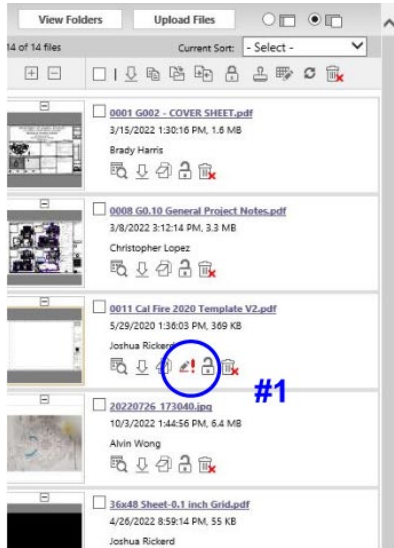 View Folders
Upload Files
14 of 14 files
Current Sort:
- Select -
0001 G002 - COVER SHEET.pdf
3/15/2022 1:30:16 PM, 1.6 MB
Brady Harris
0008 G0.10 General Project Notes.pdf
3/8/2022 3:12:14 PM, 3.3 MB
Christopher Lopez
0011 Cal Fire 2020 Template V2.pdf
5/29/2020 1:36:03 PM, 369 KB
Joshua Rickerd
#1
20220726_173040.jpg
10/3/2022 1:44:56 PM, 6.4 MB
Alvin Wong
36x48 Sheet-0.1 inch Grid.pdf
4/26/2022 8:59:14 PM, 55 KB
Joshua Rickerd